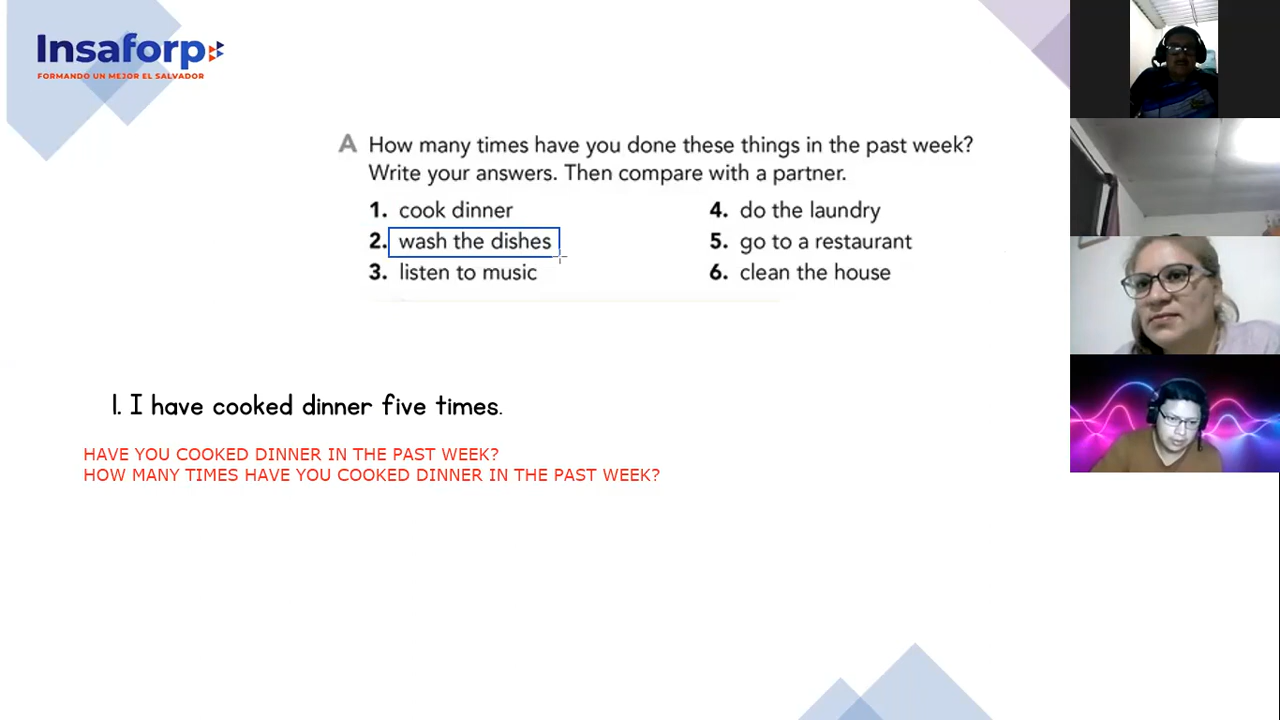 Insaforp
FORMANDO UN MEJOR EL SALVADOR
A How many times have you done these things in the past week?
Write your answers. Then compare with a partner.
1. cook dinner
2. wash the dishes
3. listen to music
4. do the laundry
5. go to a restaurant
6. clean the house
1. I have cooked dinner five times.
HAVE YOU COOKED DINNER IN THE PAST WEEK?
HOW MANY TIMES HAVE YOU COOKED DINNER IN THE PAST WEEK?